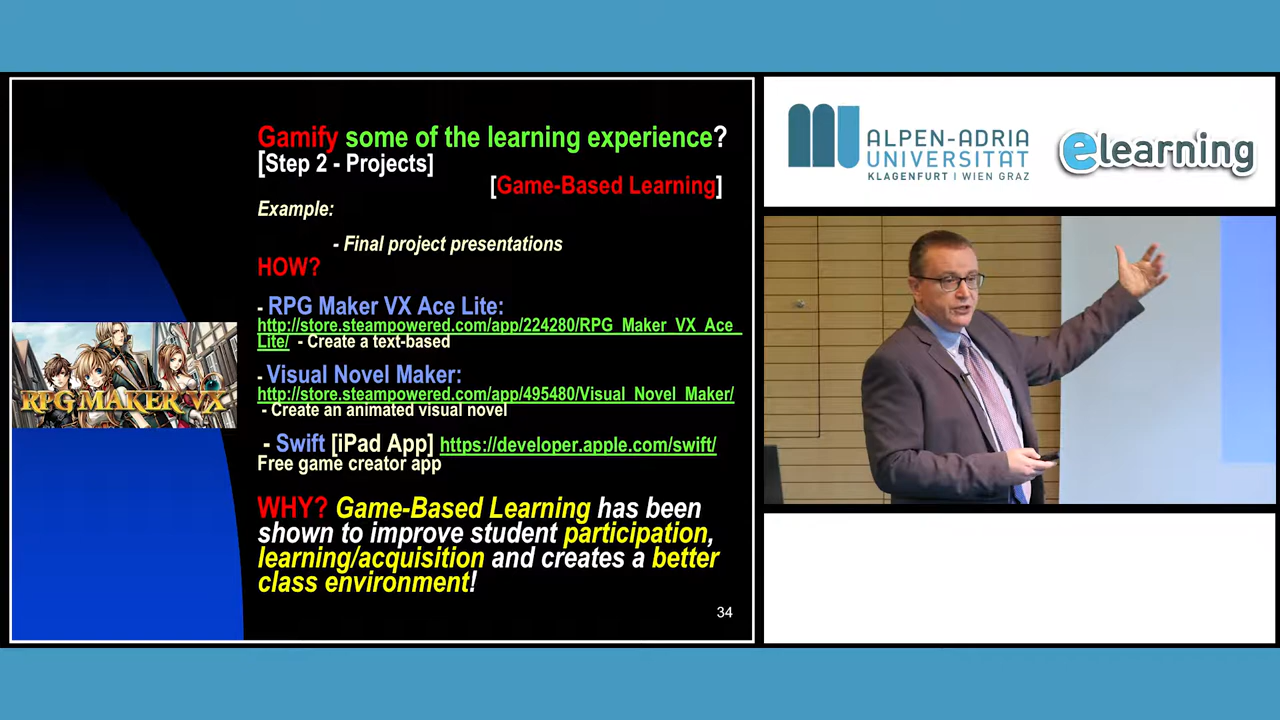 Gamify some of the learning experience?
[Step 2 - Projects]
[Game-Based Learning]
Example:
- Final project presentations
HOW?
- RPG Maker VX Ace Lite:
http://store.steampowered.com/app/224280/RPG_Maker_VX_Ace_
Lite/ - Create a text-based
- Visual Novel Maker:
http://store.steampowered.com/app/495480/Visual_Novel_Maker/
- Create an animated visual novel
- Swift [iPad App] https://developer.apple.com/swift/
Free game creator app
WHY? Game-Based Learning has been
shown to improve student participation,
learning/acquisition and creates a better
class environment!
34
RPG MAKER VX
ALPEN-ADRIA
UNIVERSITÄT
KLAGENFURT | WIEN GRAZ
elearning